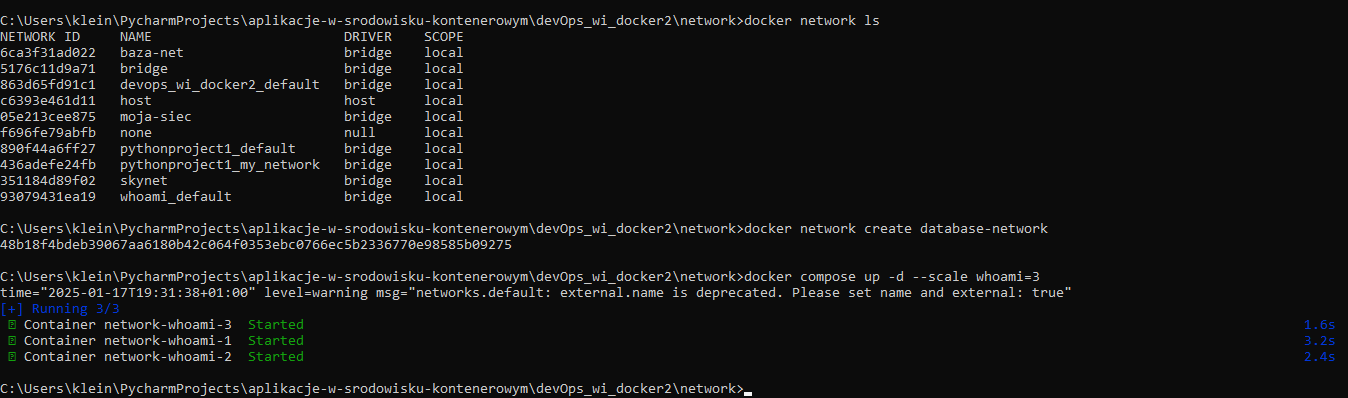 C:\Users\klein\PycharmProjects\aplikacje-w-srodowisku-kontenerowym\devOps_wi_docker2\network>docker network ls
NETWORK ID     NAME                      DRIVER    SCOPE
6ca3f31ad022   baza-net                  bridge    local
5176c11d9a71   bridge                    bridge    local
863d65fd91c1   devops_wi_docker2_default   bridge    local
c6393e461d11   host                      host      local
05e213cee875   moja-siec                 bridge    local
f696fe79abfb   none                      null      local
890f44a6ff27   pythonproject1_default    bridge    local
436adefe24fb   pythonproject1_my_network   bridge    local
351184d89f02   skynet                    bridge    local
93079431ea19   whoami_default            bridge    local
C:\Users\klein\PycharmProjects\aplikacje-w-srodowisku-kontenerowym\devOps_wi_docker2\network>docker network create database-network
48b18f4bdeb39067aa6180b42c064f0353ebc0766ec5b2336770e98585b09275
C:\Users\klein\PycharmProjects\aplikacje-w-srodowisku-kontenerowym\devOps_wi_docker2\network>docker compose up -d --scale whoami=3
time="2025-01-17T19:31:38+01:00" level=warning msg="networks.default: external.name is deprecated. Please set name and external: true"
[+] Running 3/3
Container network-whoami-3  Started 1.6s
Container network-whoami-1  Started 3.2s
Container network-whoami-2  Started 2.4s
C:\Users\klein\PycharmProjects\aplikacje-w-srodowisku-kontenerowym\devOps_wi_docker2\network>